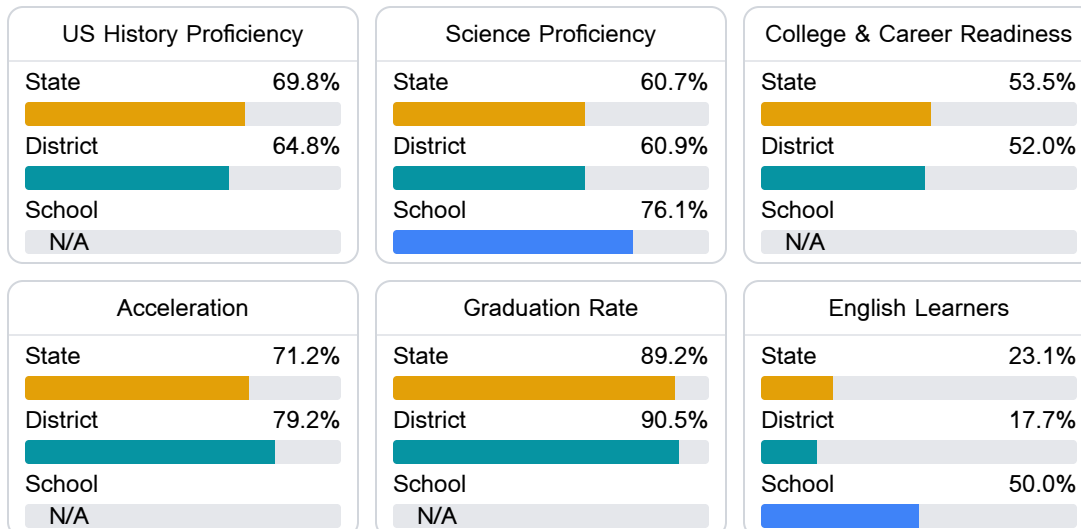 US History Proficiency
State 69.8%
District 64.8%
School
N/A
Science Proficiency
State 60.7%
District 60.9%
School 76.1%
College & Career Readiness
State 53.5%
District 52.0%
School
N/A
Acceleration
State 71.2%
District 79.2%
School
N/A
Graduation Rate
State 89.2%
District 90.5%
School
N/A
English Learners
State 23.1%
District 17.7%
School 50.0%